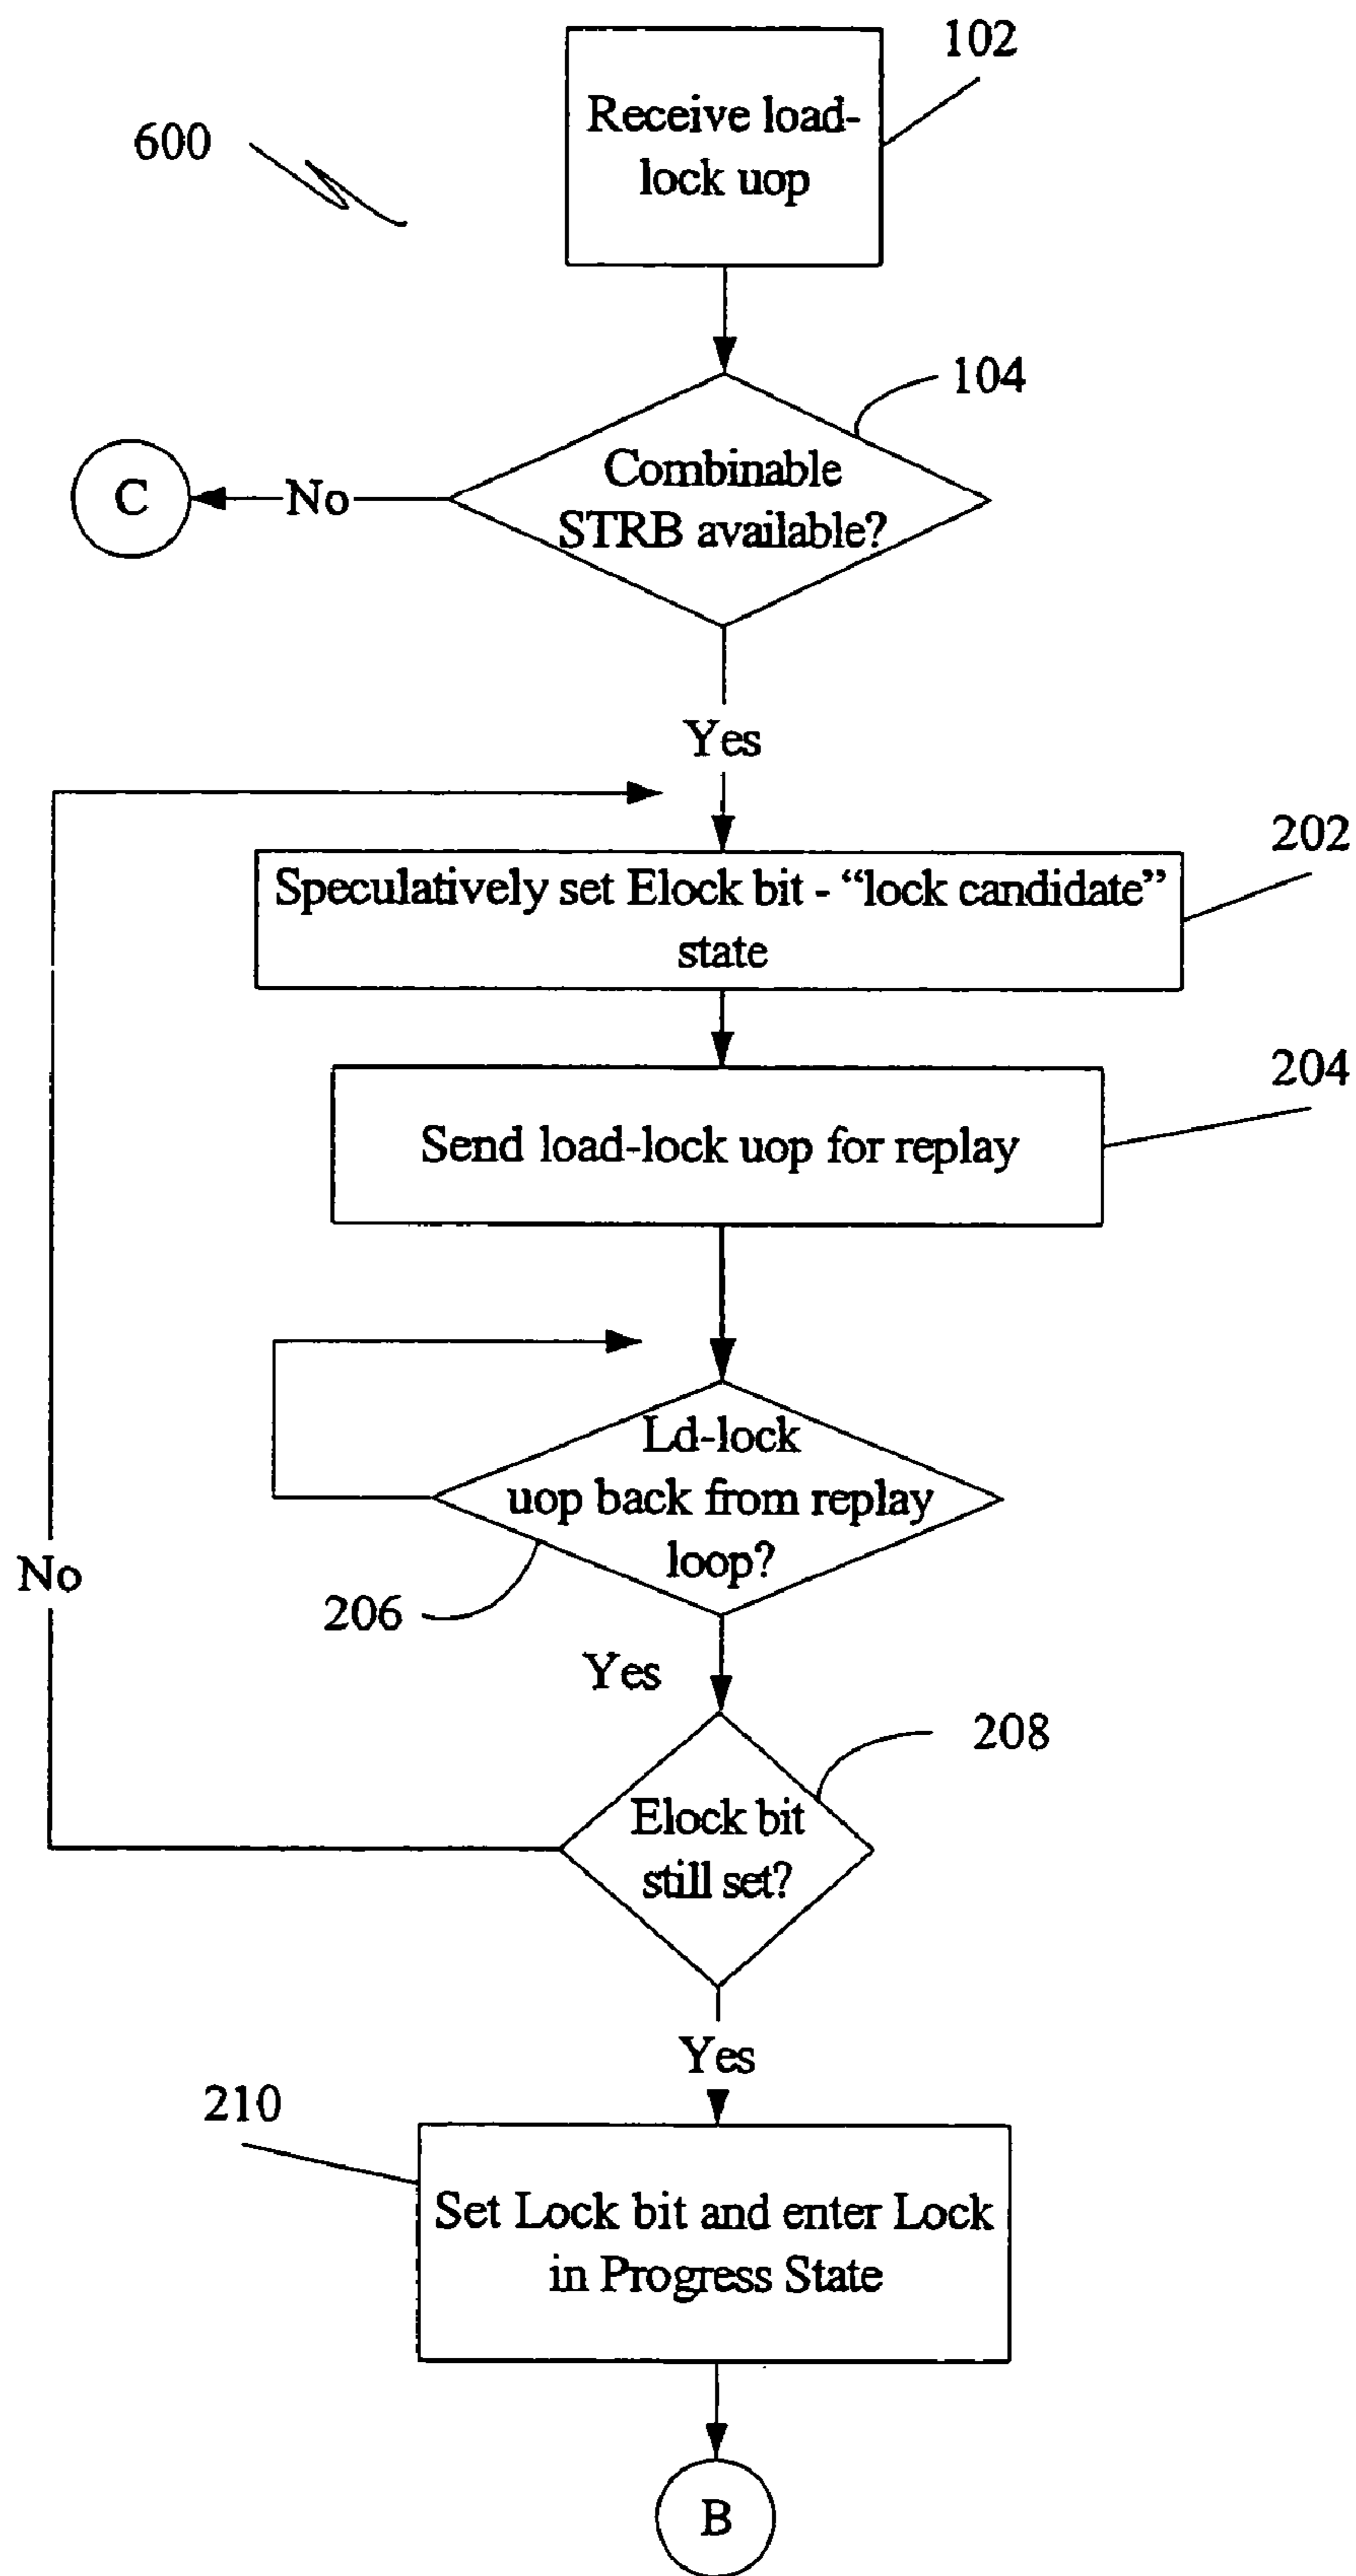 102
Receive load-
lock uop
600
104
Combinable
STRB available?
C
No
Yes
202
Speculatively set Elock bit - “lock candidate”
state
204
Send load-lock uop for replay
Ld-lock
uop back from replay
loop?
No
206
Yes
208
Elock bit
still set?
Yes
210
Set Lock bit and enter Lock
in Progress State
B